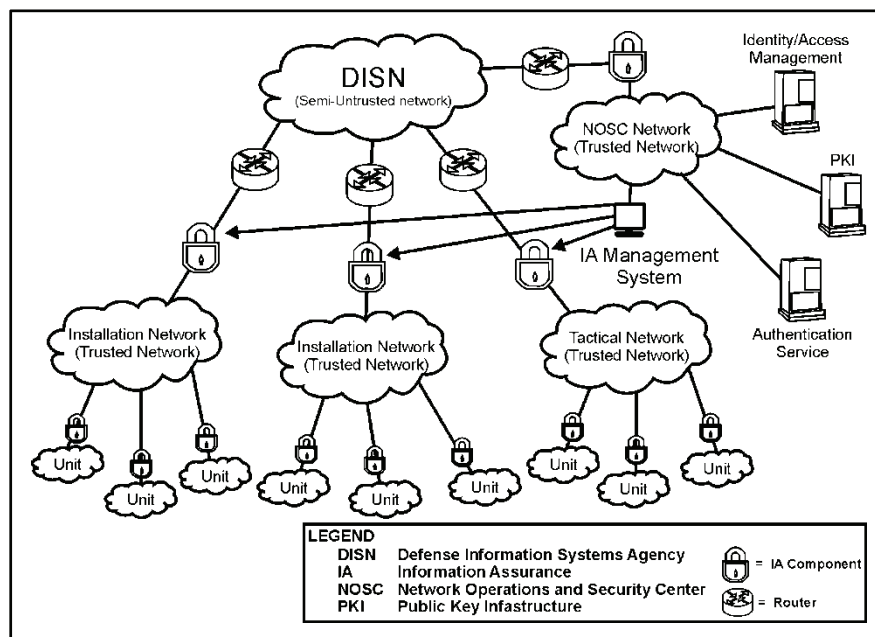 DISN
(Semi-Untrusted network)
Identity/Access
Management
NOSC Network
(Trusted Network)
PKI
IA Management
System
Authentication
Service
Installation Network
(Trusted Network)
Installation Network
(Trusted Network)
Tactical Network
(Trusted Network)
Unit
Unit
Unit
Unit
Unit
Unit
Unit
Unit
Unit
LEGEND
DISN Defense Information Systems Agency
IA Information Assurance
NOSC Network Operations and Security Center
PKI Public Key Infastructure
= IA Component
= Router